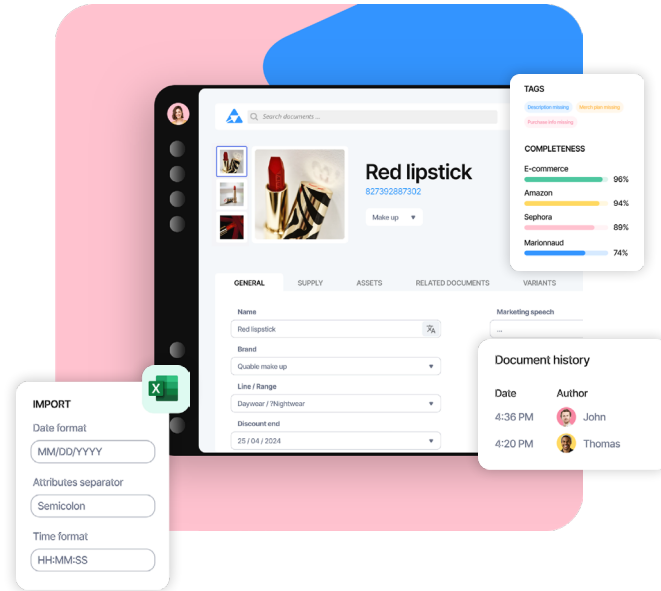 Search documents ...
Red lipstick
827392887302
Make up
GENERAL SUPPLY ASSETS RELATED DOCUMENTS VARIANTS
Name
Red lispstick
Brand
Quable make up
Line / Range
Daywear / ?Nightwear
Discount end
25 / 04 / 2024
Marketing speech
...
TAGS
Description missing
Match plan missing
Purchase info missing
COMPLETENESS
E-commerce
96%
Amazon
94%
Sephora
89%
Marionnaud
74%
Document history
Date Author
4:36 PM John
4:20 PM Thomas
X
IMPORT
Date format
MM/DD/YYYY
Attributes separator
Semicolon
Time format
HH:MM:SS